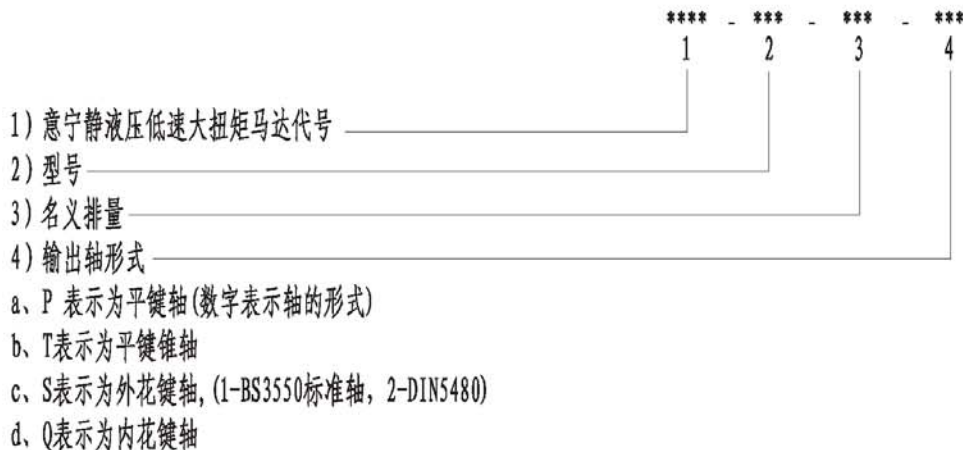 **** - *** - *** - ***
1 2 3 4
1) 意宁静液压低速大扭矩马达代号
2) 型号
3) 名义排量
4) 输出轴形式
a、P 表示为平键轴(数字表示轴的形式)
b、T表示为平键锥轴
c、S表示为外花键轴, (1-BS3550标准轴, 2-DIN5480)
d、Q表示为内花键轴